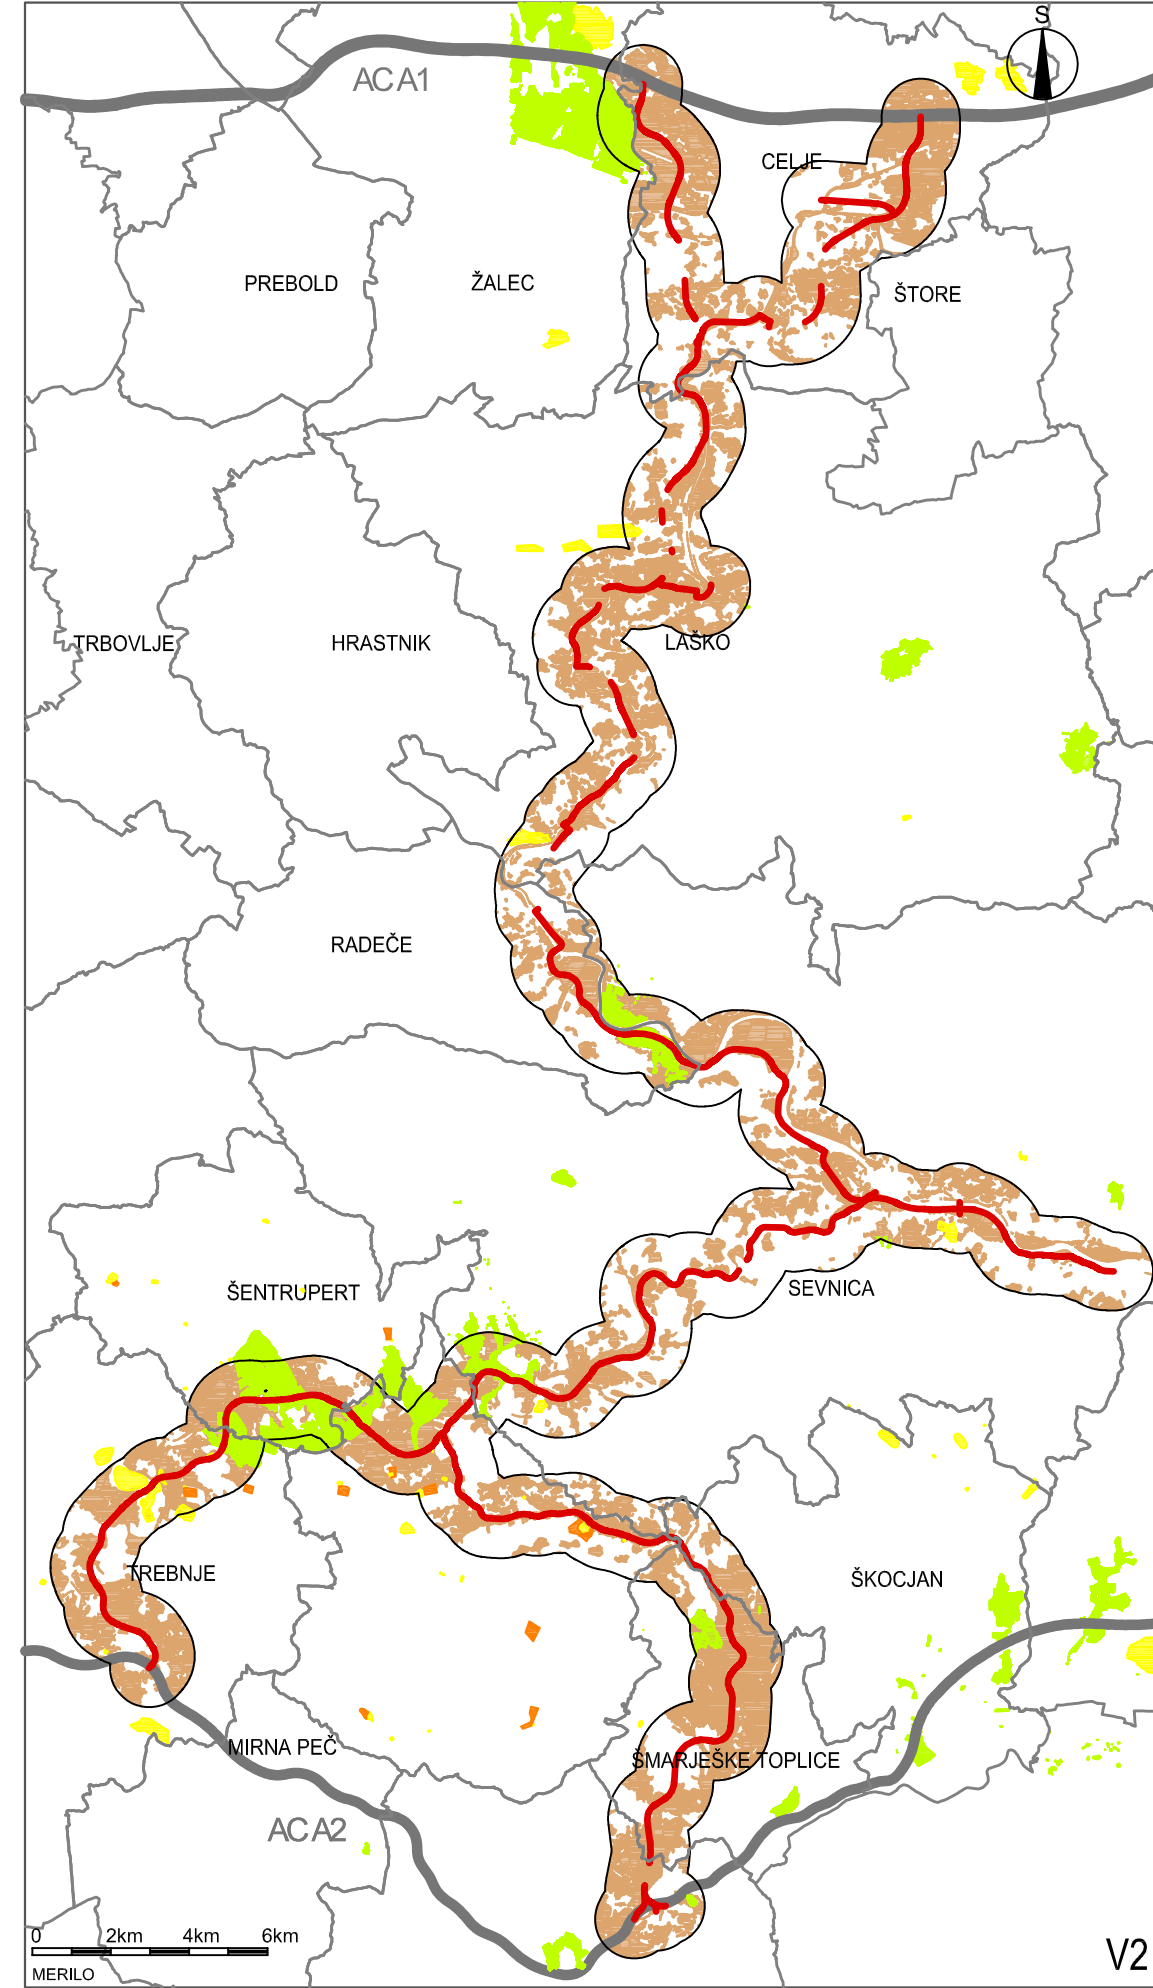 S
ACA1
CELJE
PREBOLD
ŽALEC
ŠTORE
TRBOVLJE
HRASTNIK
LAŠKO
RADEČE
ŠENTRUPERT
SEVNICA
TREBNJE
ŠKOCJAN
MIRNA PEČ
ŠMARJEŠKE TOPLICE
ACA2
0 2km 4km 6km
MERILO
V2